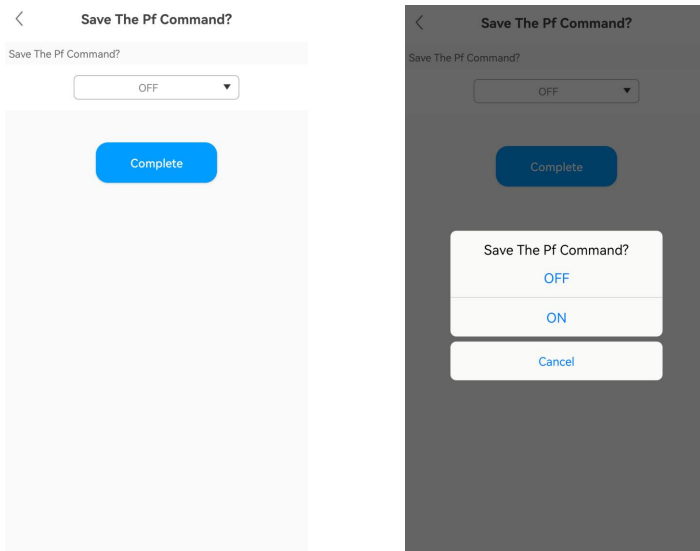 Save The Pf Command?
Save The Pf Command?
OFF
Complete
Save The Pf Command?
Save The Pf Command?
OFF
Complete
Save The Pf Command?
OFF
ON
Cancel